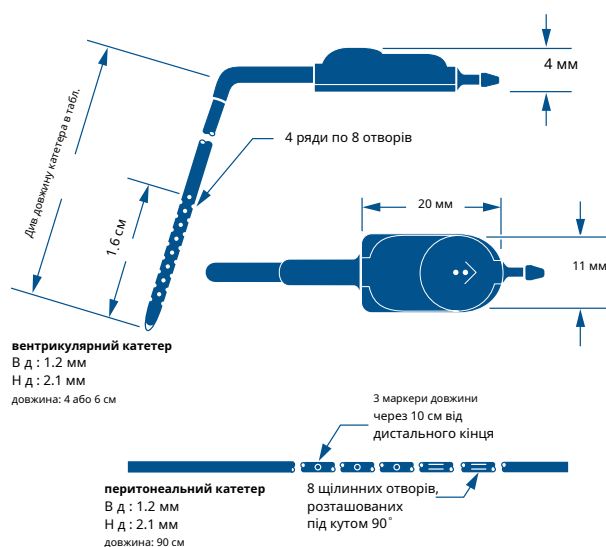 4 мм
Див довжину катетера в табл.
4 ряди по 8 отворів
1.6 см
20 мм
11 мм
вентрикулярний катетер
В д : 1.2 мм
Н д : 2.1 мм
довжина: 4 або 6 см
3 маркери довжини
через 10 см від
дистального кінця
перитонеальний катетер
В д : 1.2 мм
Н д : 2.1 мм
довжина: 90 см
8 щілинних отворів,
розташованих
під кутом 90˚